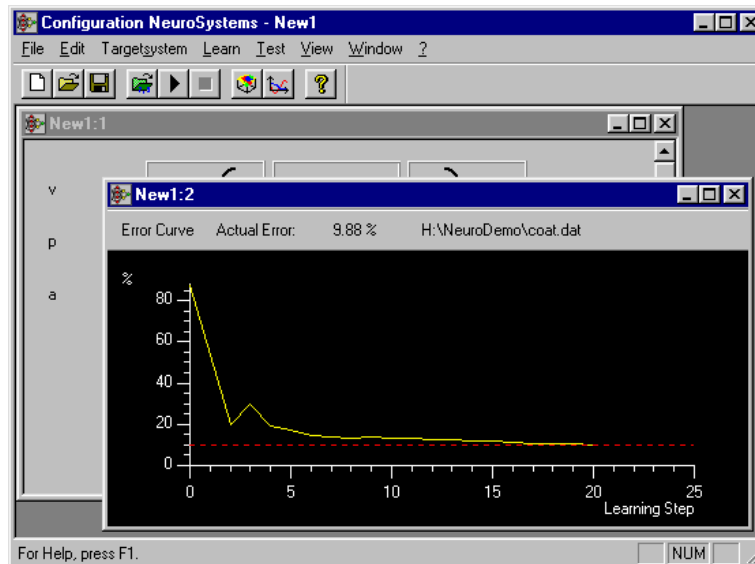 Configuration NeuroSystems - New1
File Edit Targetsystem Learn Test View Window ?
New1:1
v
New1:2
p
Error Curve Actual Error: 9.88 % H:\NeuroDemo\coat.dat
a
%
80
60
40
20
0
0 5 10 15 20 25
Learning Step
For Help, press F1.
NUM